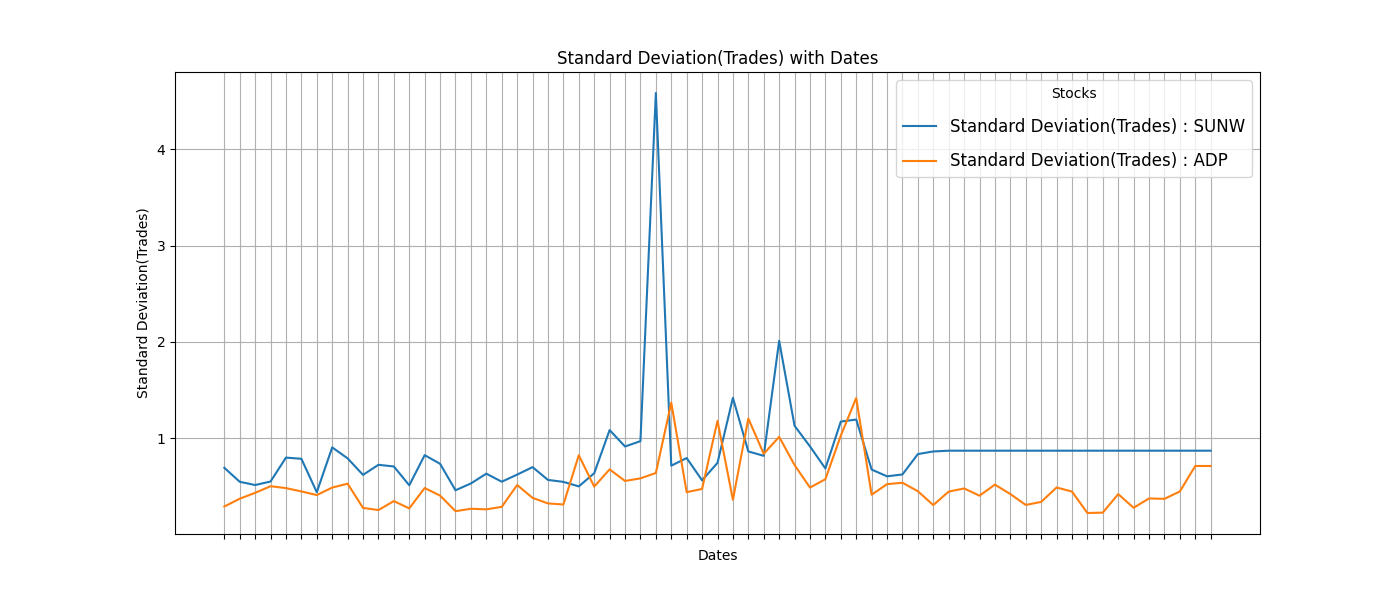 Standard Deviation(Trades) with Dates
Stocks
Standard Deviation(Trades) : SUNW
Standard Deviation(Trades) : ADP
Standard Deviation(Trades)
4
3
2
1
Dates